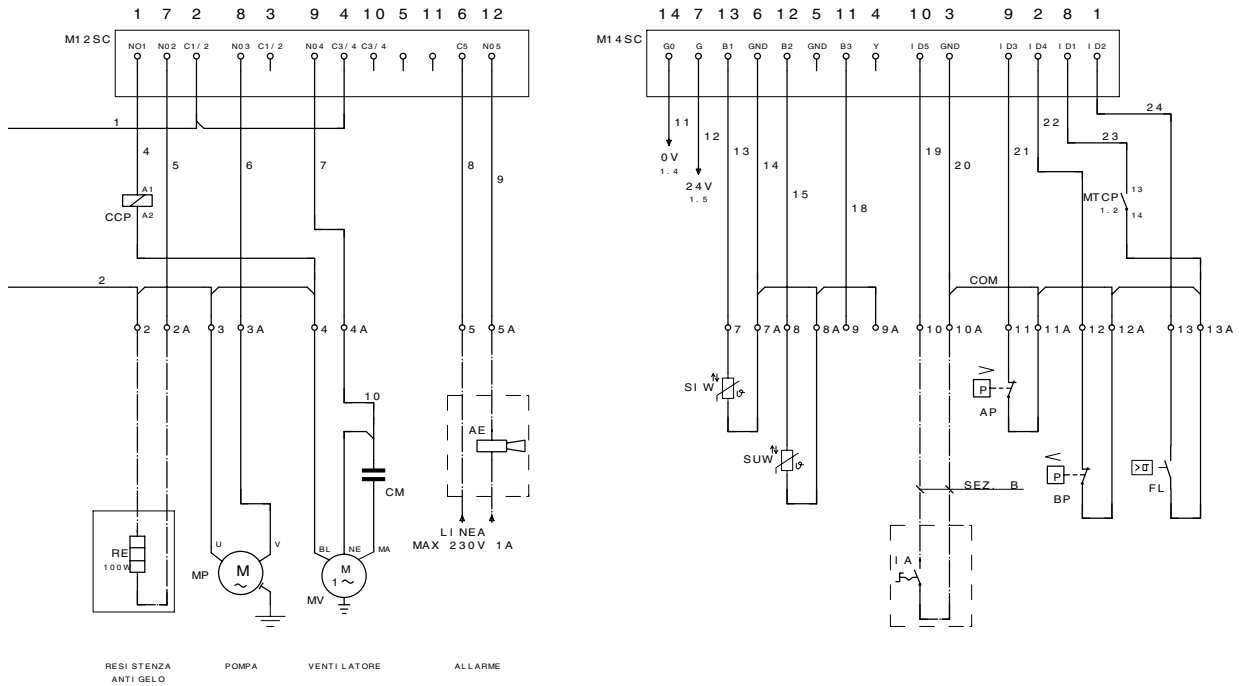 1 7 2 8 3 9 4 10 5 11 6 12
14 7 13 6 12 5 11 4 10 3 9 2 8 1
M12SC
NO1 NO2 C1/2 NO3 C1/2 NO4 C3/4 C3/4 C5 NO5
M14SC
G0 G B1 GND B2 GND B3 Y ID5 GND ID3 ID4 ID1 ID2
1
4 5 6 7 8 9
11 12 13 14 15 18 19 20 21 22 23 24
0V
1.4
24V
1.5
A1
CCP A2
MTCP 13
1.2 14
2
COM
2 2A 3 3A 4 4A 5 5A
7 7A 8 8A 9 9A 10 10A 11 11A 12 12A 13 13A
SIW
P
AP
10
AE
SUW
P
BP
FL
CM
SEZ. B
LINEA
MAX 230V 1A
RE
100W
U V
M
~
MP
BL NE MA
M
1~
MV
IA
RESISTENZA
ANTIGELO
POMPA
VENTILATORE
ALLARME